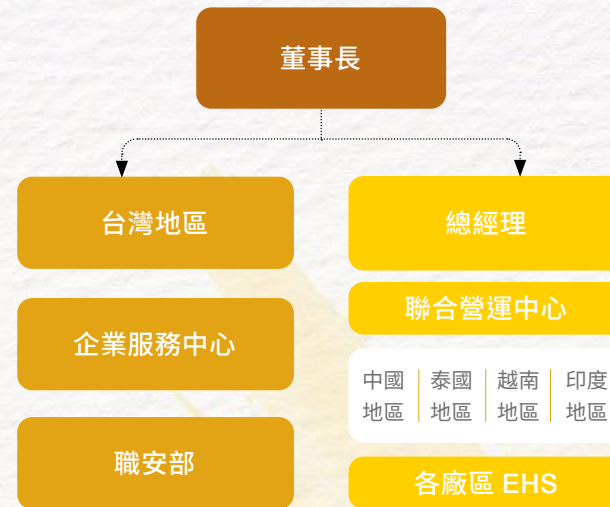 董事長
台灣地區
企業服務中心
職安部
總經理
聯合營運中心
中國地區
泰國地區
越南地區
印度地區
各廠區 EHS